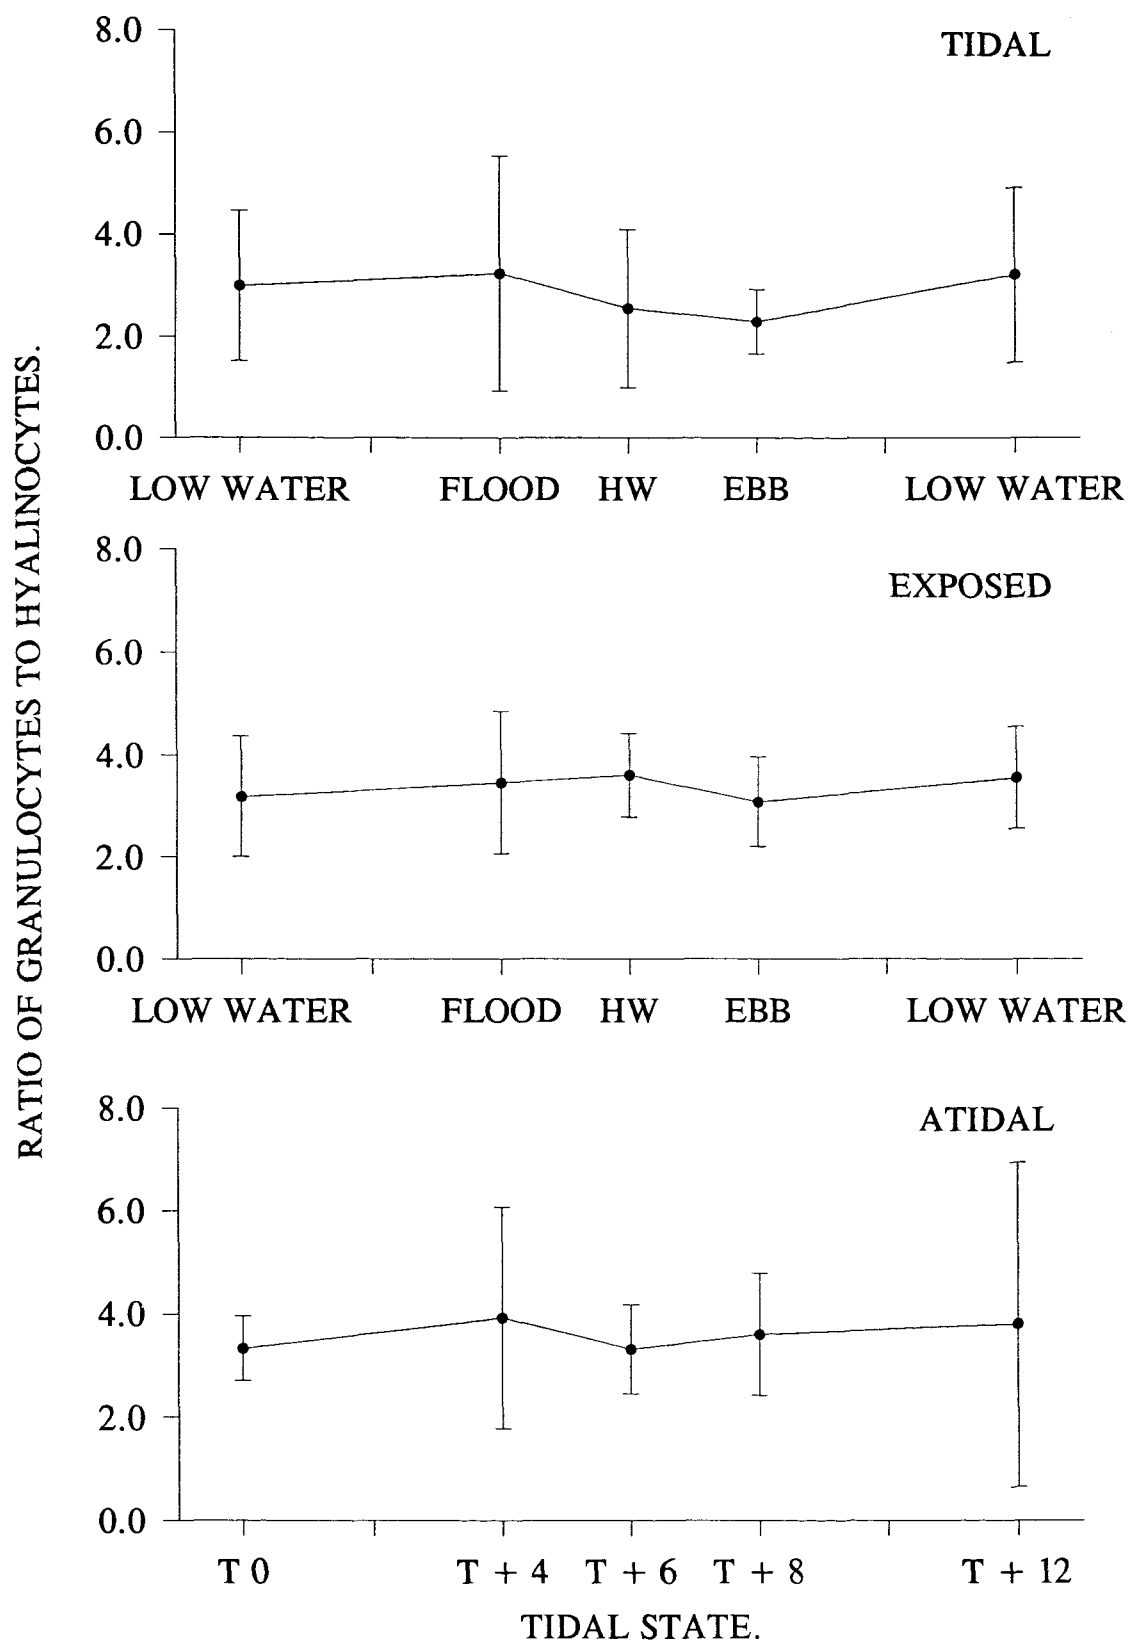 RATIO OF GRANULOCYTES TO HYALINOCYTES.
TIDAL
8.0
6.0
4.0
2.0
0.0
LOW WATER FLOOD HW EBB LOW WATER
EXPOSED
8.0
6.0
4.0
2.0
0.0
LOW WATER FLOOD HW EBB LOW WATER
ATIDAL
8.0
6.0
4.0
2.0
0.0
T 0 T + 4 T + 6 T + 8 T + 12
TIDAL STATE.